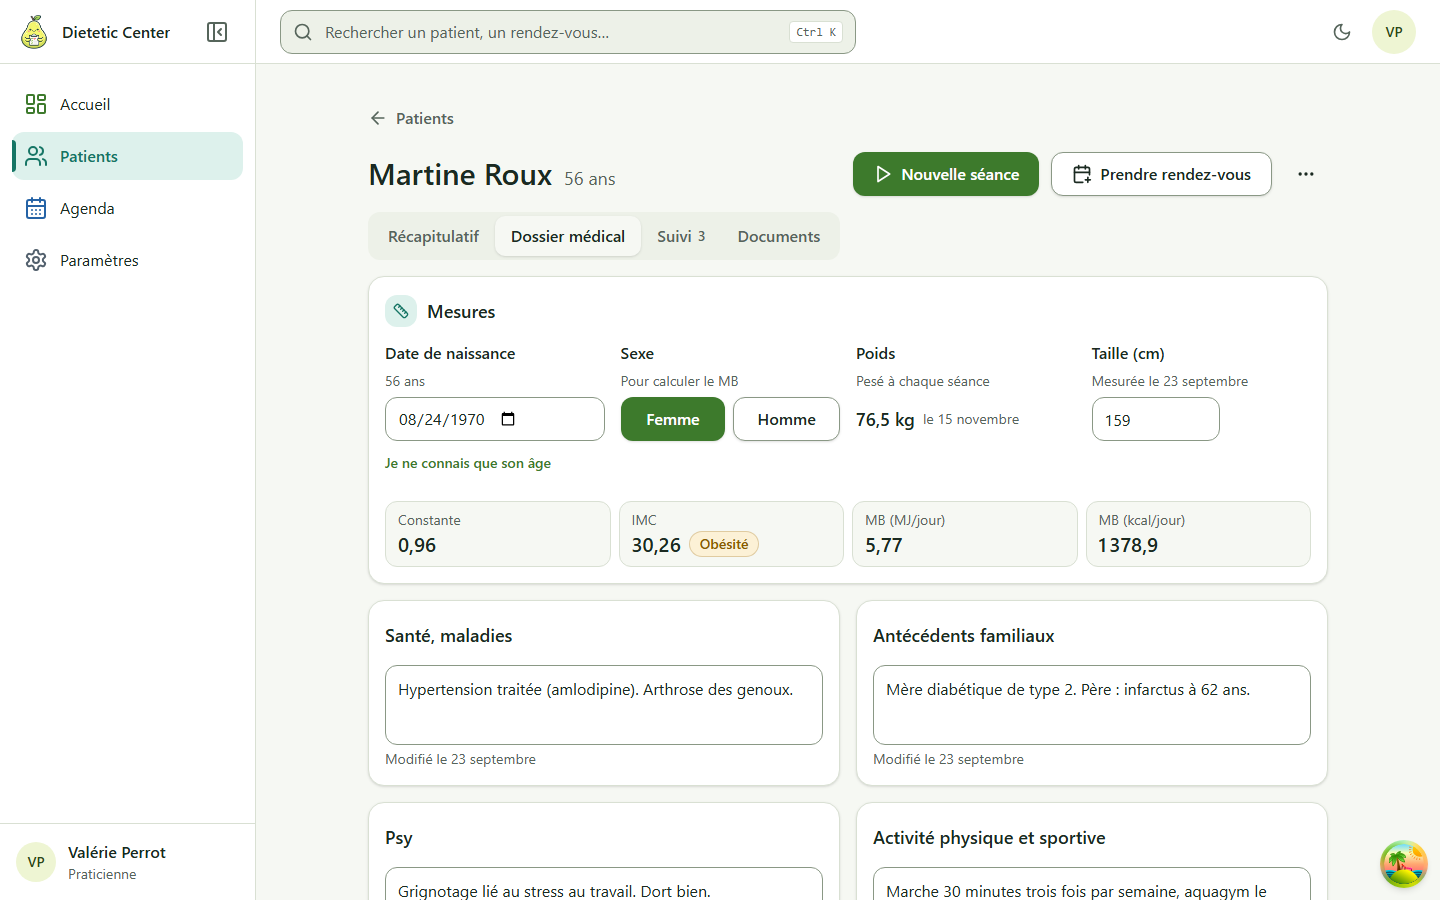 Dietetic Center
Rechercher un patient, un rendez-vous...
Ctrl K
VP
Accueil
Patients
Agenda
Paramètres
Patients
Martine Roux 56 ans
Nouvelle séance
Prendre rendez-vous
Récapitulatif
Dossier médical
Suivi 3
Documents
Mesures
Date de naissance
56 ans
08/24/1970
Je ne connais que son âge
Sexe
Pour calculer le MB
Femme
Homme
Poids
Pesé à chaque séance
76,5 kg le 15 novembre
Taille (cm)
Mesurée le 23 septembre
159
Constante
0,96
IMC
30,26 Obésité
MB (MJ/jour)
5,77
MB (kcal/jour)
1 378,9
Santé, maladies
Hypertension traitée (amlodipine). Arthrose des genoux.
Modifié le 23 septembre
Antécédents familiaux
Mère diabétique de type 2. Père : infarctus à 62 ans.
Modifié le 23 septembre
Psy
Grignotage lié au stress au travail. Dort bien.
Activité physique et sportive
Marche 30 minutes trois fois par semaine, aquagym le
VP
Valérie Perrot
Praticienne